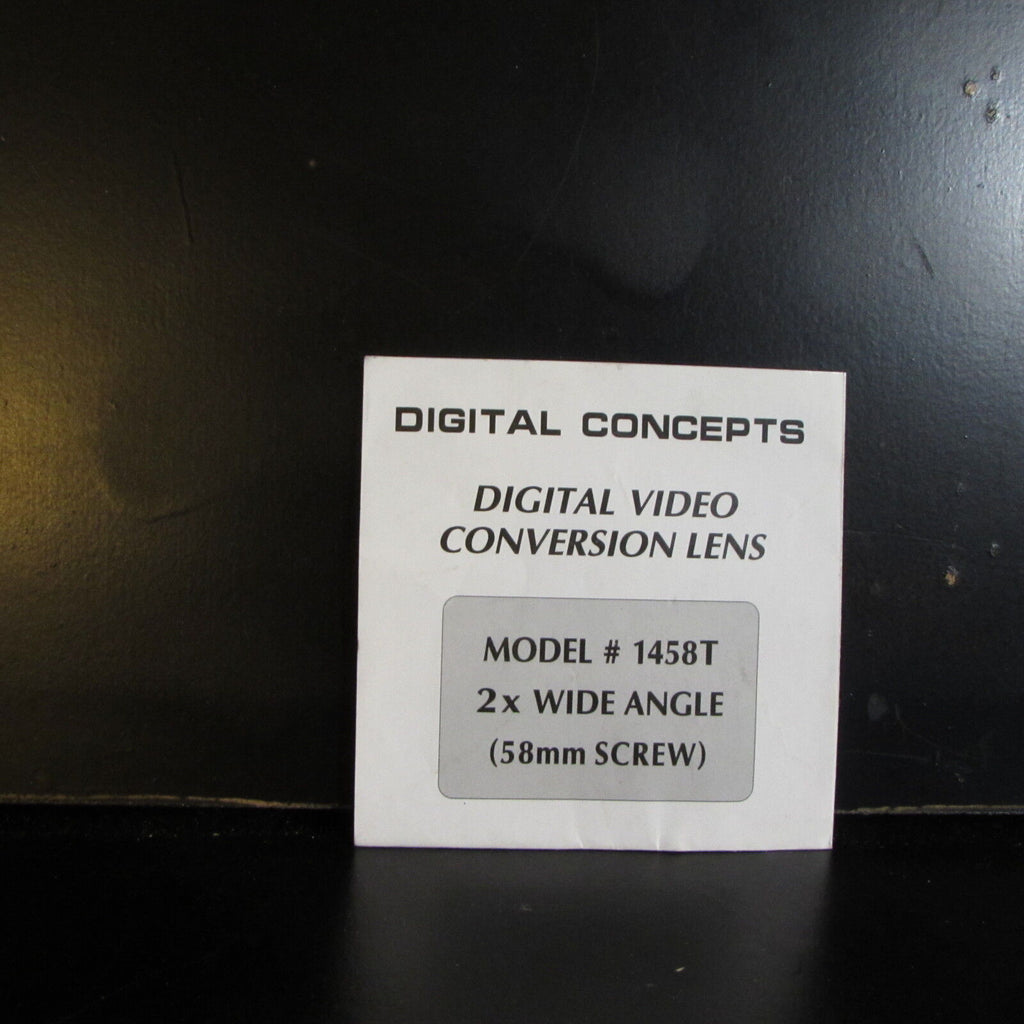 DIGITAL CONCEPTS
DIGITAL VIDEO
CONVERSION LENS
MODEL # 1458T
2x WIDE ANGLE
(58mm SCREW)